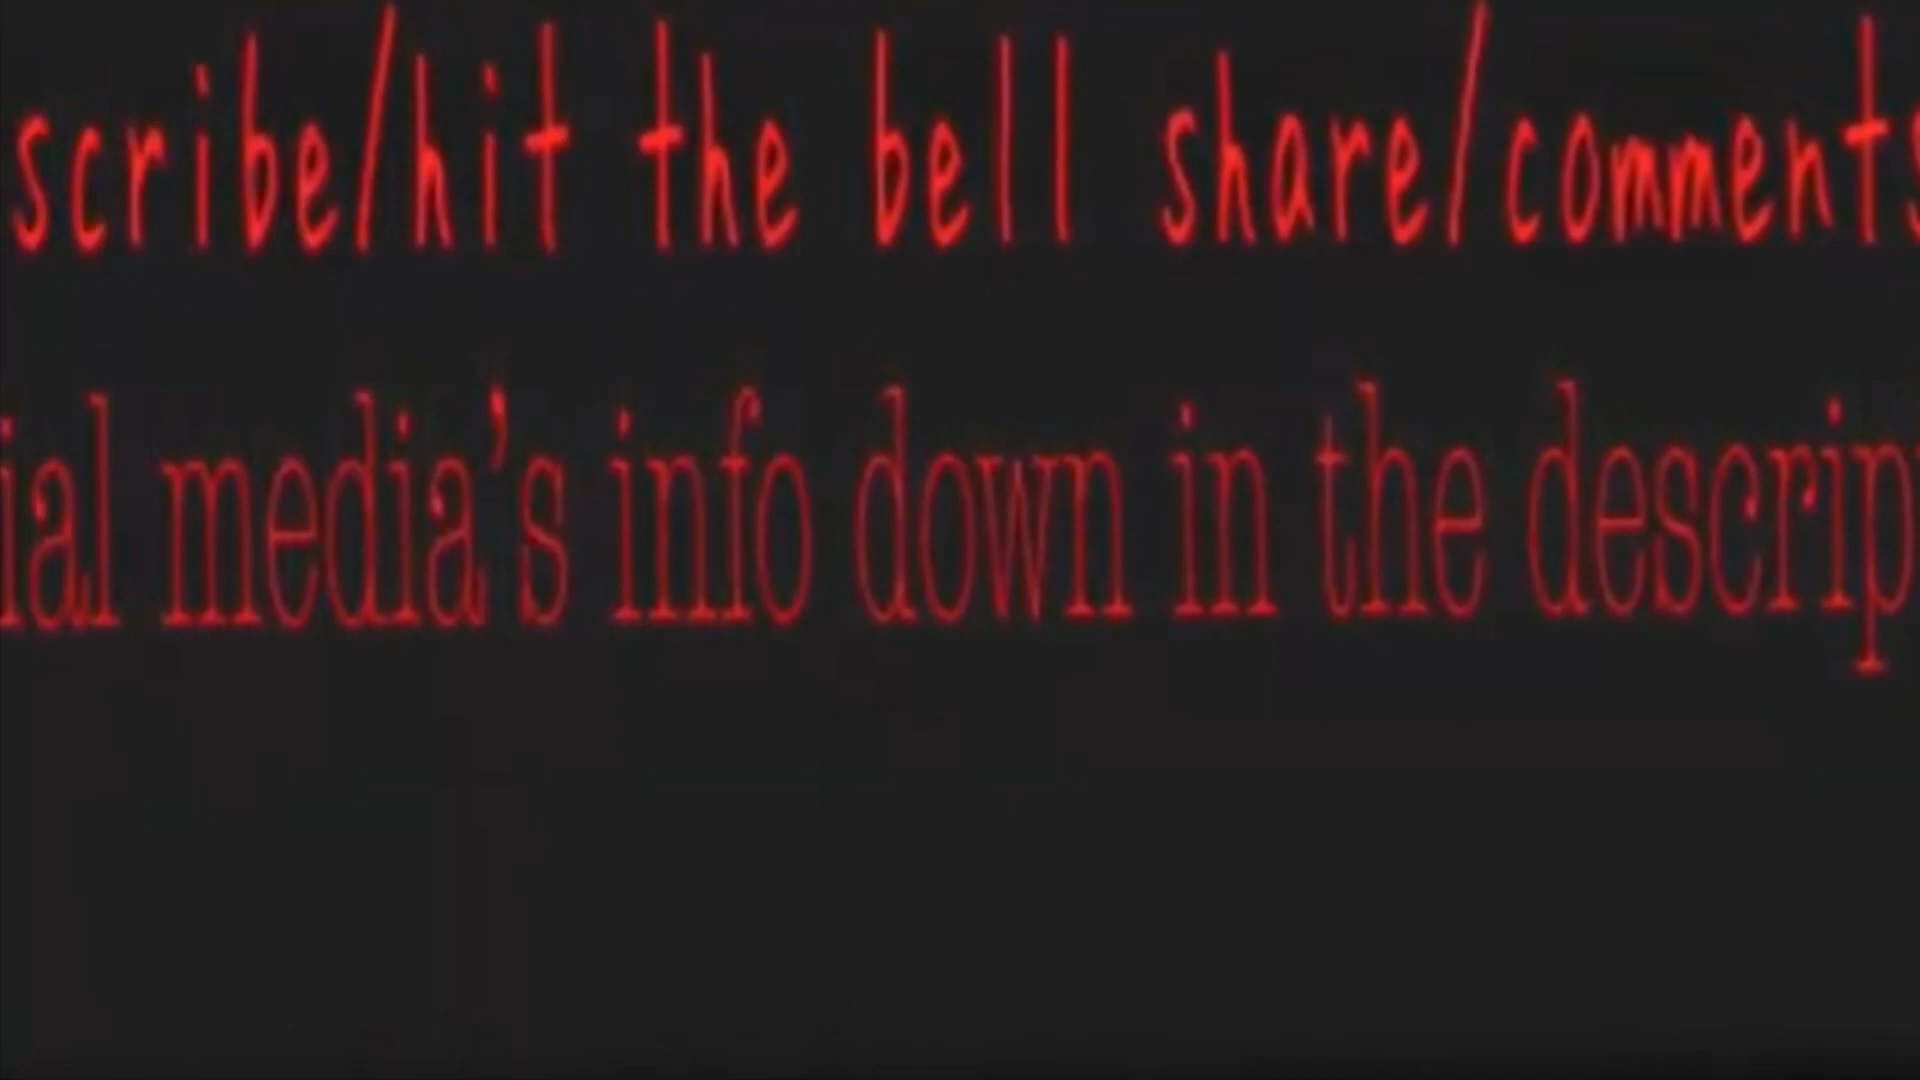 scribe/hit the bell share/comments
ial media's info down in the descrip